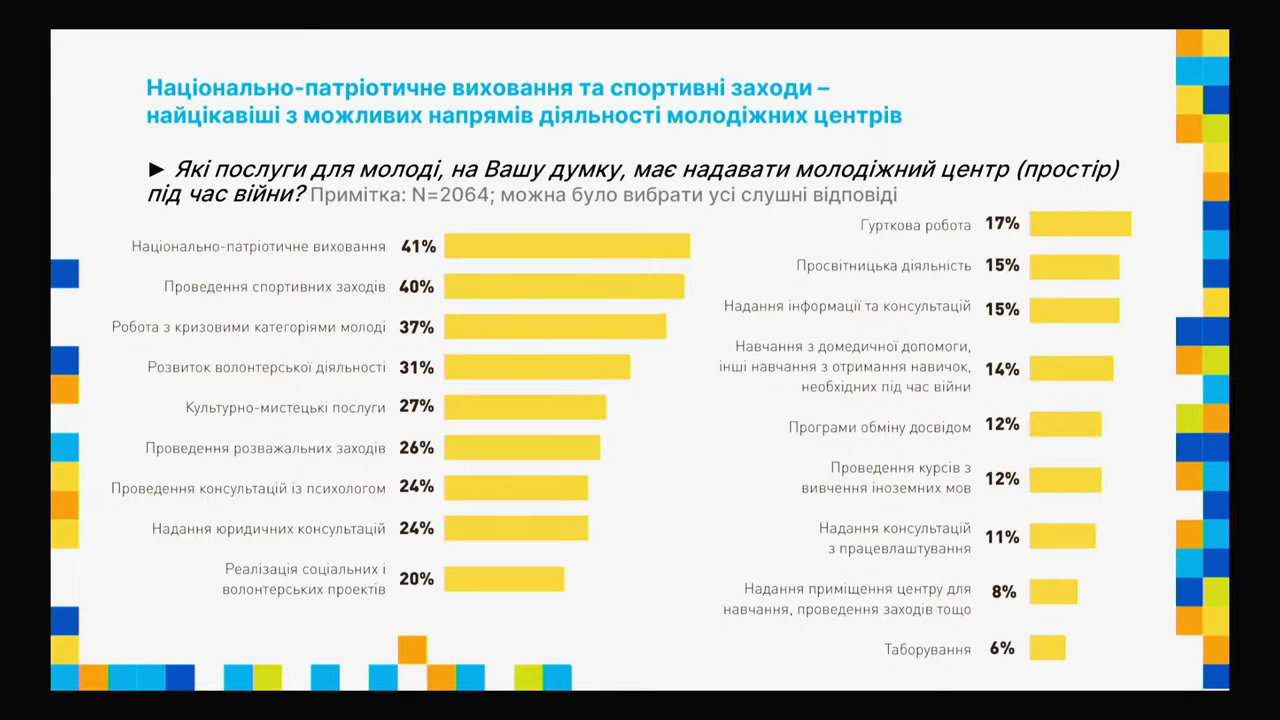 Національно-патріотичне виховання та спортивні заходи –
найцікавіші з можливих напрямів діяльності молодіжних центрів
► Які послуги для молоді, на Вашу думку, має надавати молодіжний центр (простір)
під час війни? Примітка: N=2064; можна було вибрати усі слушні відповіді
Національно-патріотичне виховання 41%
Проведення спортивних заходів 40%
Робота з кризовими категоріями молоді 37%
Розвиток волонтерської діяльності 31%
Культурно-мистецькі послуги 27%
Проведення розважальних заходів 26%
Проведення консультацій із психологом 24%
Надання юридичних консультацій 24%
Реалізація соціальних і
волонтерських проектів 20%
Гурткова робота 17%
Просвітницька діяльність 15%
Надання інформації та консультацій 15%
Навчання з домедичної допомоги,
інші навчання з отримання навичок, 14%
необхідних під час війни
Програми обміну досвідом 12%
Проведення курсів з 12%
вивчення іноземних мов
Надання консультацій 11%
з працевлаштування
Надання приміщення центру для 8%
навчання, проведення заходів тощо
Таборування 6%